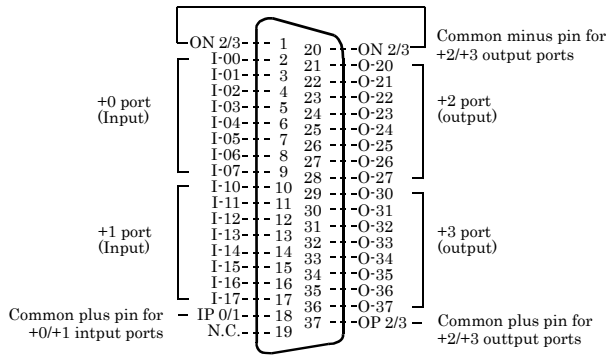 ON 2/3 1 20 ON 2/3 Common minus pin for
+2/+3 output ports
I-00 2 21 O-20
I-01 3 22 O-21
I-02 4 23 O-22
+0 port I-03 5 24 O-23 +2 port
(Input) I-04 6 25 O-24 (output)
I-05 7 26 O-25
I-06 8 27 O-26
I-07 9 28 O-27
I-10 10 29 O-30
I-11 11 30 O-31
I-12 12 31 O-32
+1 port I-13 13 32 O-33 +3 port
(Input) I-14 14 33 O-34 (output)
I-15 15 34 O-35
I-16 16 35 O-36
I-17 17 36 O-37
Common plus pin for IP 0/1 18 37 OP 2/3 Common plus pin for
+0/+1 intput ports N.C. 19 +2/+3 outtput ports